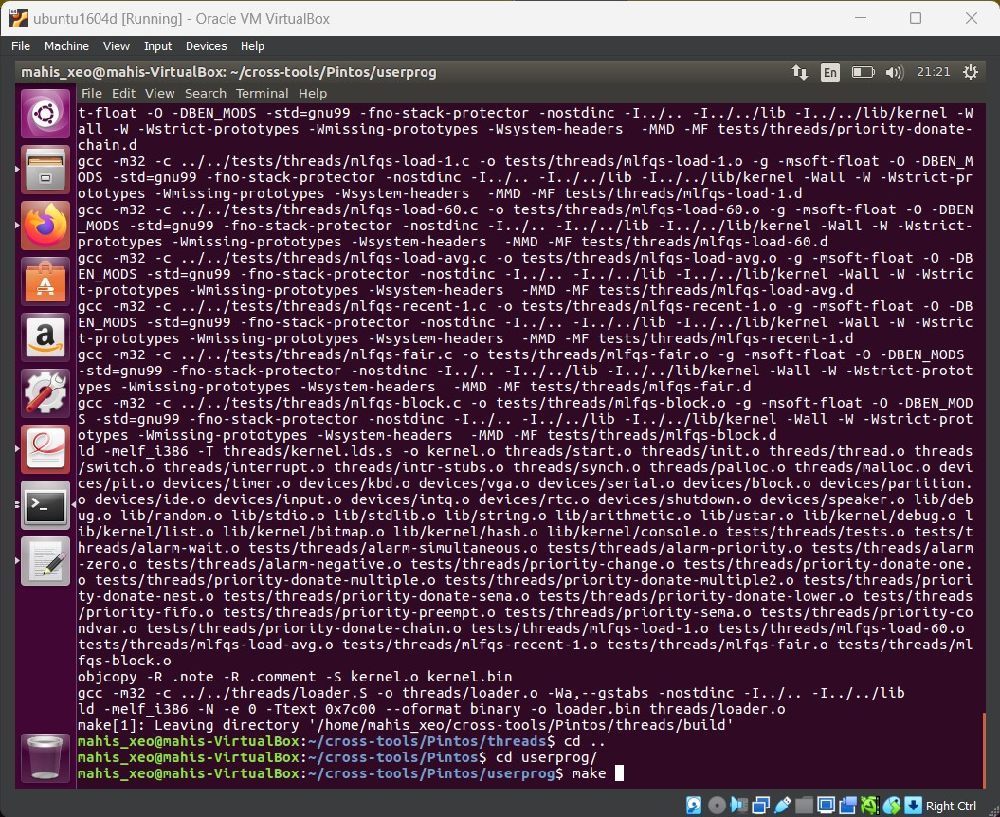 ubuntu1604d [Running] - Oracle VM VirtualBox
File Machine View Input Devices Help
mahis_xeo@mahis-VirtualBox: ~/cross-tools/Pintos/userprog
En
21:21
File Edit View Search Terminal Help
t-float -O -DBEN_MODS -std=gnu99 -fno-stack-protector -nostdinc -I../.. -I../../lib -I../../lib/kernel -W
all -W -Wstrict-prototypes -Wmissing-prototypes -Wsystem-headers  -MMD -MF tests/threads/priority-donate-
chain.d
gcc -m32 -c ../../tests/threads/mlfqs-load-1.c -o tests/threads/mlfqs-load-1.o -g -msoft-float -O -DBEN_M
ODS -std=gnu99 -fno-stack-protector -nostdinc -I../.. -I../../lib -I../../lib/kernel -Wall -W -Wstrict-pr
ototypes -Wmissing-prototypes -Wsystem-headers  -MMD -MF tests/threads/mlfqs-load-1.d
gcc -m32 -c ../../tests/threads/mlfqs-load-60.c -o tests/threads/mlfqs-load-60.o -g -msoft-float -O -DBEN
_MODS -std=gnu99 -fno-stack-protector -nostdinc -I../.. -I../../lib -I../../lib/kernel -Wall -W -Wstrict-
prototypes -Wmissing-prototypes -Wsystem-headers  -MMD -MF tests/threads/mlfqs-load-60.d
gcc -m32 -c ../../tests/threads/mlfqs-load-avg.c -o tests/threads/mlfqs-load-avg.o -g -msoft-float -O -DB
EN_MODS -std=gnu99 -fno-stack-protector -nostdinc -I../.. -I../../lib -I../../lib/kernel -Wall -W -Wstric
t-prototypes -Wmissing-prototypes -Wsystem-headers  -MMD -MF tests/threads/mlfqs-load-avg.d
gcc -m32 -c ../../tests/threads/mlfqs-recent-1.c -o tests/threads/mlfqs-recent-1.o -g -msoft-float -O -DB
EN_MODS -std=gnu99 -fno-stack-protector -nostdinc -I../.. -I../../lib -I../../lib/kernel -Wall -W -Wstric
t-prototypes -Wmissing-prototypes -Wsystem-headers  -MMD -MF tests/threads/mlfqs-recent-1.d
gcc -m32 -c ../../tests/threads/mlfqs-fair.c -o tests/threads/mlfqs-fair.o -g -msoft-float -O -DBEN_MODS
-std=gnu99 -fno-stack-protector -nostdinc -I../.. -I../../lib -I../../lib/kernel -Wall -W -Wstrict-protot
ypes -Wmissing-prototypes -Wsystem-headers  -MMD -MF tests/threads/mlfqs-fair.d
gcc -m32 -c ../../tests/threads/mlfqs-block.c -o tests/threads/mlfqs-block.o -g -msoft-float -O -DBEN_MOD
S -std=gnu99 -fno-stack-protector -nostdinc -I../.. -I../../lib -I../../lib/kernel -Wall -W -Wstrict-prot
otypes -Wmissing-prototypes -Wsystem-headers  -MMD -MF tests/threads/mlfqs-block.d
ld -melf_i386 -T threads/kernel.lds.s -o kernel.o threads/start.o threads/init.o threads/thread.o threads
/switch.o threads/interrupt.o threads/intr-stubs.o threads/synch.o threads/palloc.o threads/malloc.o devi
ces/pit.o devices/timer.o devices/kbd.o devices/vga.o devices/serial.o devices/block.o devices/partition.
o devices/ide.o devices/input.o devices/intq.o devices/rtc.o devices/shutdown.o devices/speaker.o lib/deb
ug.o lib/random.o lib/stdio.o lib/stdlib.o lib/string.o lib/arithmetic.o lib/ustar.o lib/kernel/debug.o l
ib/kernel/list.o lib/kernel/bitmap.o lib/kernel/hash.o lib/kernel/console.o tests/threads/tests.o tests/t
hreads/alarm-wait.o tests/threads/alarm-simultaneous.o tests/threads/alarm-priority.o tests/threads/alarm
-zero.o tests/threads/alarm-negative.o tests/threads/priority-change.o tests/threads/priority-donate-one.
o tests/threads/priority-donate-multiple.o tests/threads/priority-donate-multiple2.o tests/threads/priori
ty-donate-nest.o tests/threads/priority-donate-sema.o tests/threads/priority-donate-lower.o tests/threads
/priority-fifo.o tests/threads/priority-preempt.o tests/threads/priority-sema.o tests/threads/priority-co
ndvar.o tests/threads/priority-donate-chain.o tests/threads/mlfqs-load-1.o tests/threads/mlfqs-load-60.o
tests/threads/mlfqs-load-avg.o tests/threads/mlfqs-recent-1.o tests/threads/mlfqs-fair.o tests/threads/ml
fqs-block.o
objcopy -R .note -R .comment -S kernel.o kernel.bin
gcc -m32 -c ../../threads/loader.S -o threads/loader.o -Wa,--gstabs -nostdinc -I../.. -I../../lib
ld -melf_i386 -N -e 0 -Ttext 0x7c00 --oformat binary -o loader.bin threads/loader.o
make[1]: Leaving directory '/home/mahis_xeo/cross-tools/Pintos/threads/build'
mahis_xeo@mahis-VirtualBox:~/cross-tools/Pintos/threads$ cd ..
mahis_xeo@mahis-VirtualBox:~/cross-tools/Pintos$ cd userprog/
mahis_xeo@mahis-VirtualBox:~/cross-tools/Pintos/userprog$ make
Right Ctrl